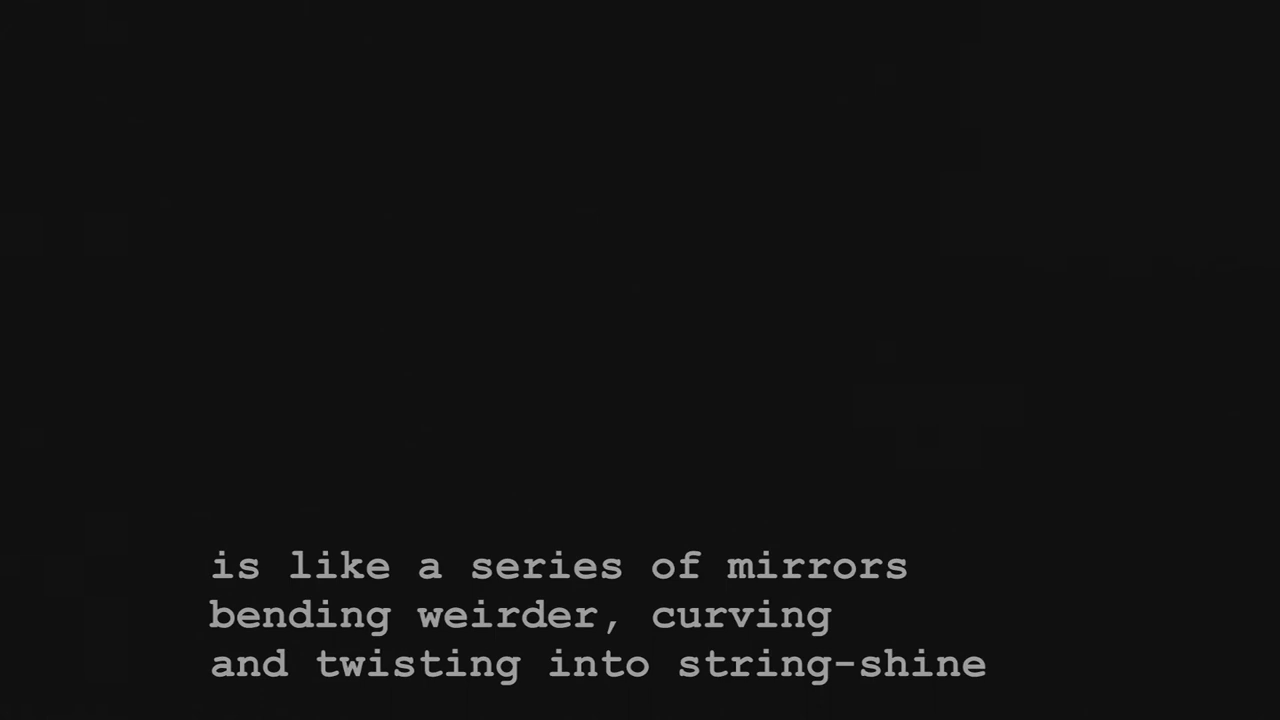 is like a series of mirrors
bending weirder, curving
and twisting into string-shine